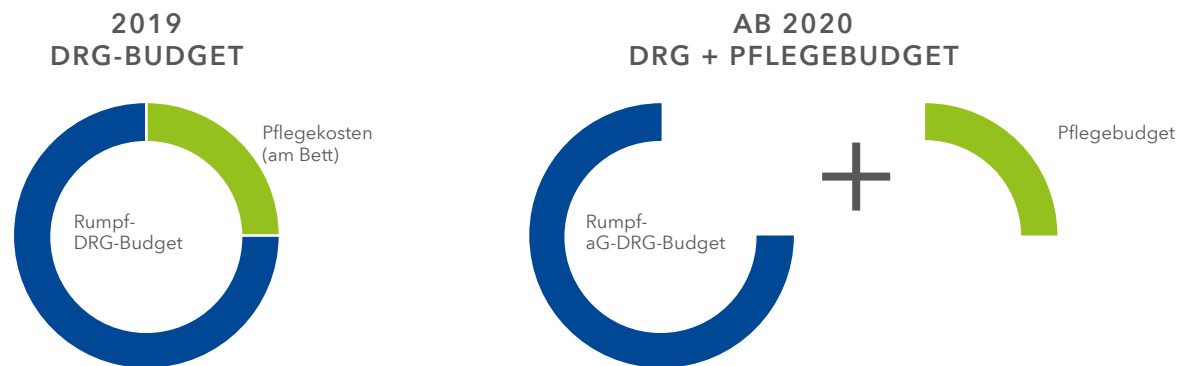 2019
DRG-BUDGET
Pflegekosten
(am Bett)
Rumpf-
DRG-Budget
AB 2020
DRG + PFLEGEBUDGET
Rumpf-
aG-DRG-Budget
Pflegebudget